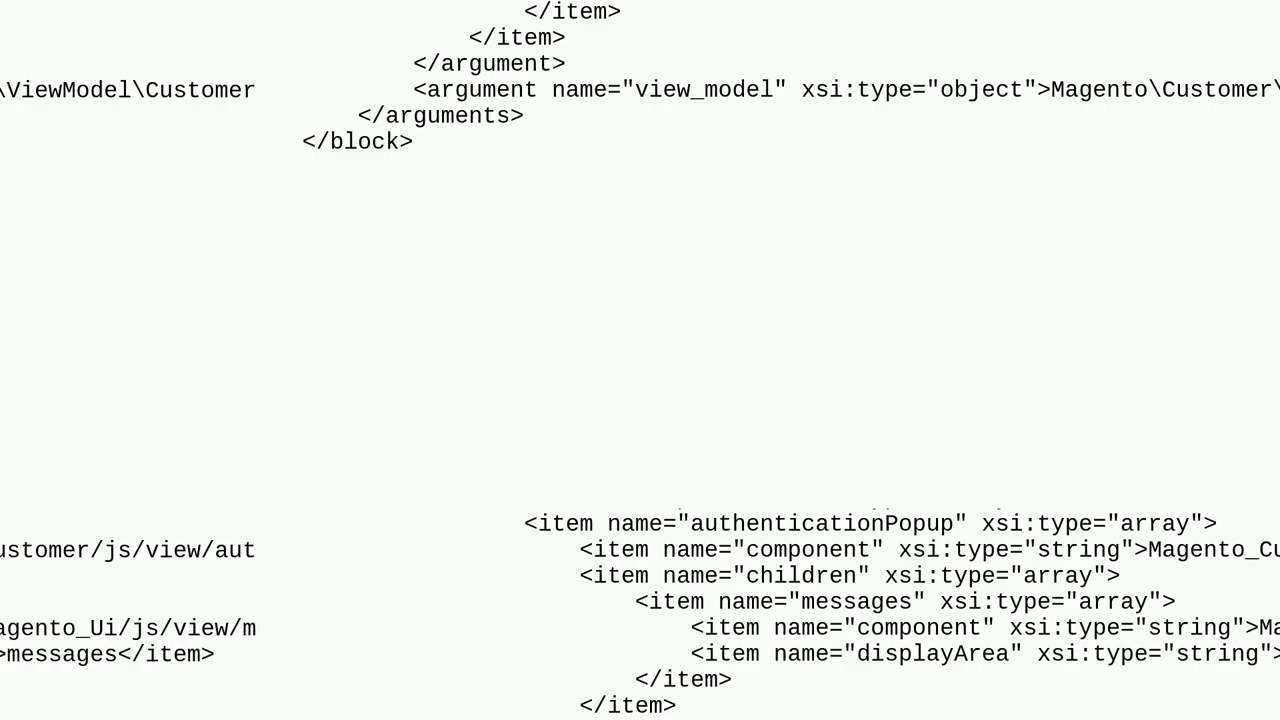 </item>
</item>
</argument>
\ViewModel\Customer <argument name="view_model" xsi:type="object">Magento\Customer\
</arguments>
</block>
<item name="authenticationPopup" xsi:type="array">
ustomer/js/view/aut <item name="component" xsi:type="string">Magento_Cu
<item name="children" xsi:type="array">
<item name="messages" xsi:type="array">
agento_Ui/js/view/m <item name="component" xsi:type="string">Ma
>messages</item> <item name="displayArea" xsi:type="string">
</item>
</item>